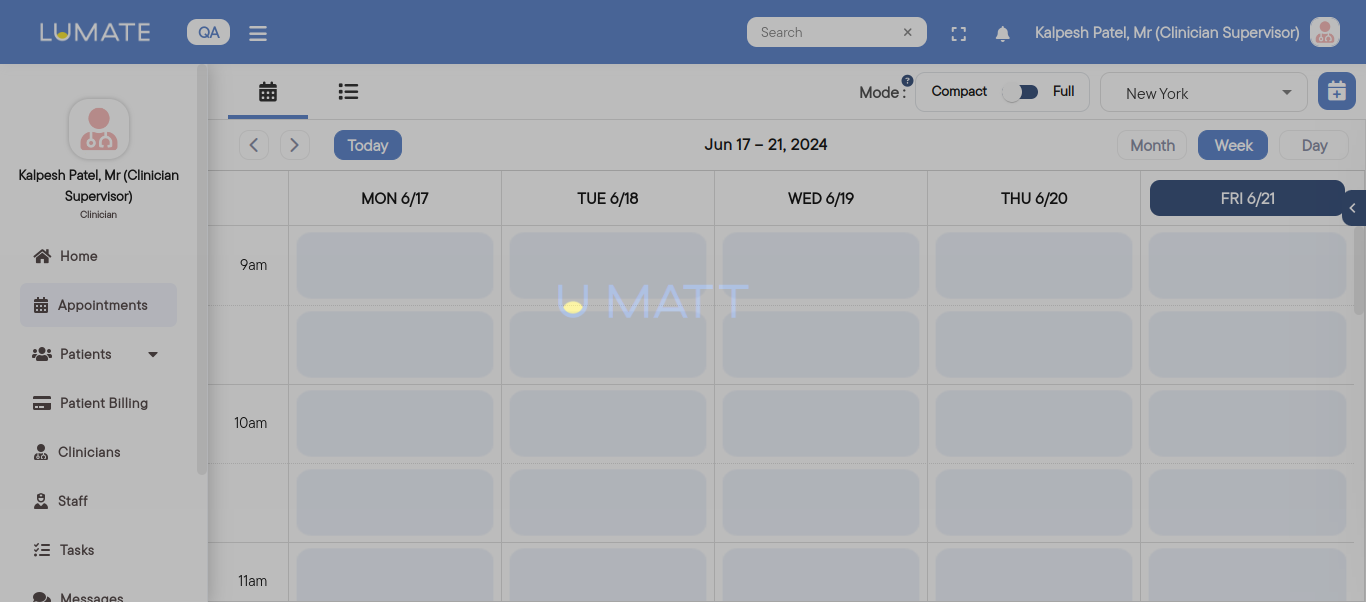 LUMATE
QA
Search
Kalpesh Patel, Mr (Clinician Supervisor)
Kalpesh Patel, Mr (Clinician
Supervisor)
Clinician
Home
Appointments
Patients
Patient Billing
Clinicians
Staff
Tasks
Messages
Mode :
?
Compact
Full
New York
Today
Jun 17 – 21, 2024
Month
Week
Day
MON 6/17
TUE 6/18
WED 6/19
THU 6/20
FRI 6/21
9am
10am
11am
U MATT